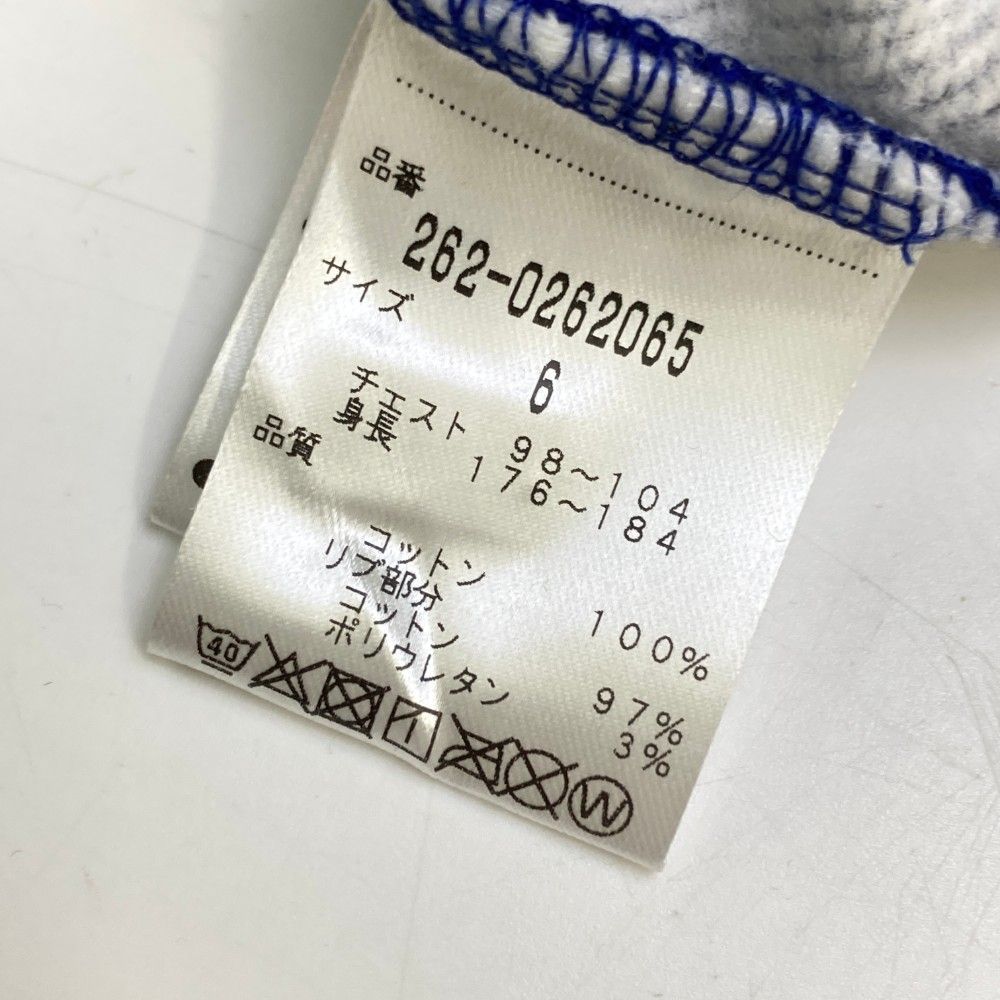 品番
262-0262065
サイズ
6
チェスト 98～104
身長 176～184
品質
コットン 100%
リブ部分
コットン 97%
ポリウレタン 3%
40 W